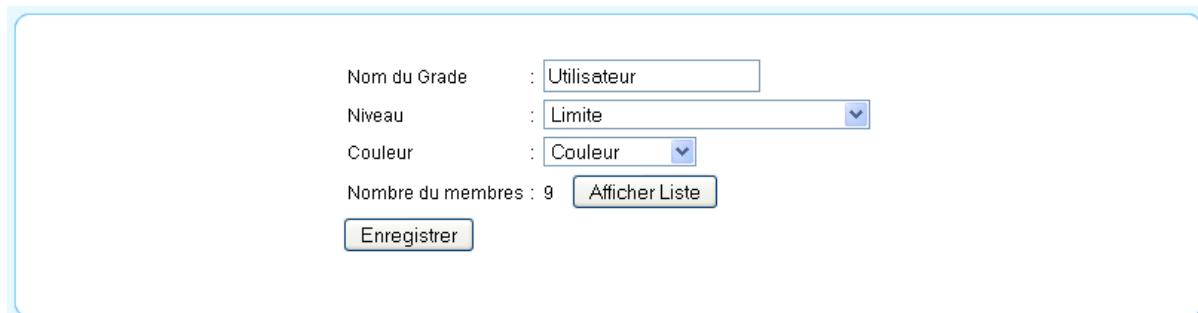 Nom du Grade : Utilisateur
Niveau : Limite
Couleur : Couleur
Nombre du membres : 9 Afficher Liste
Enregistrer